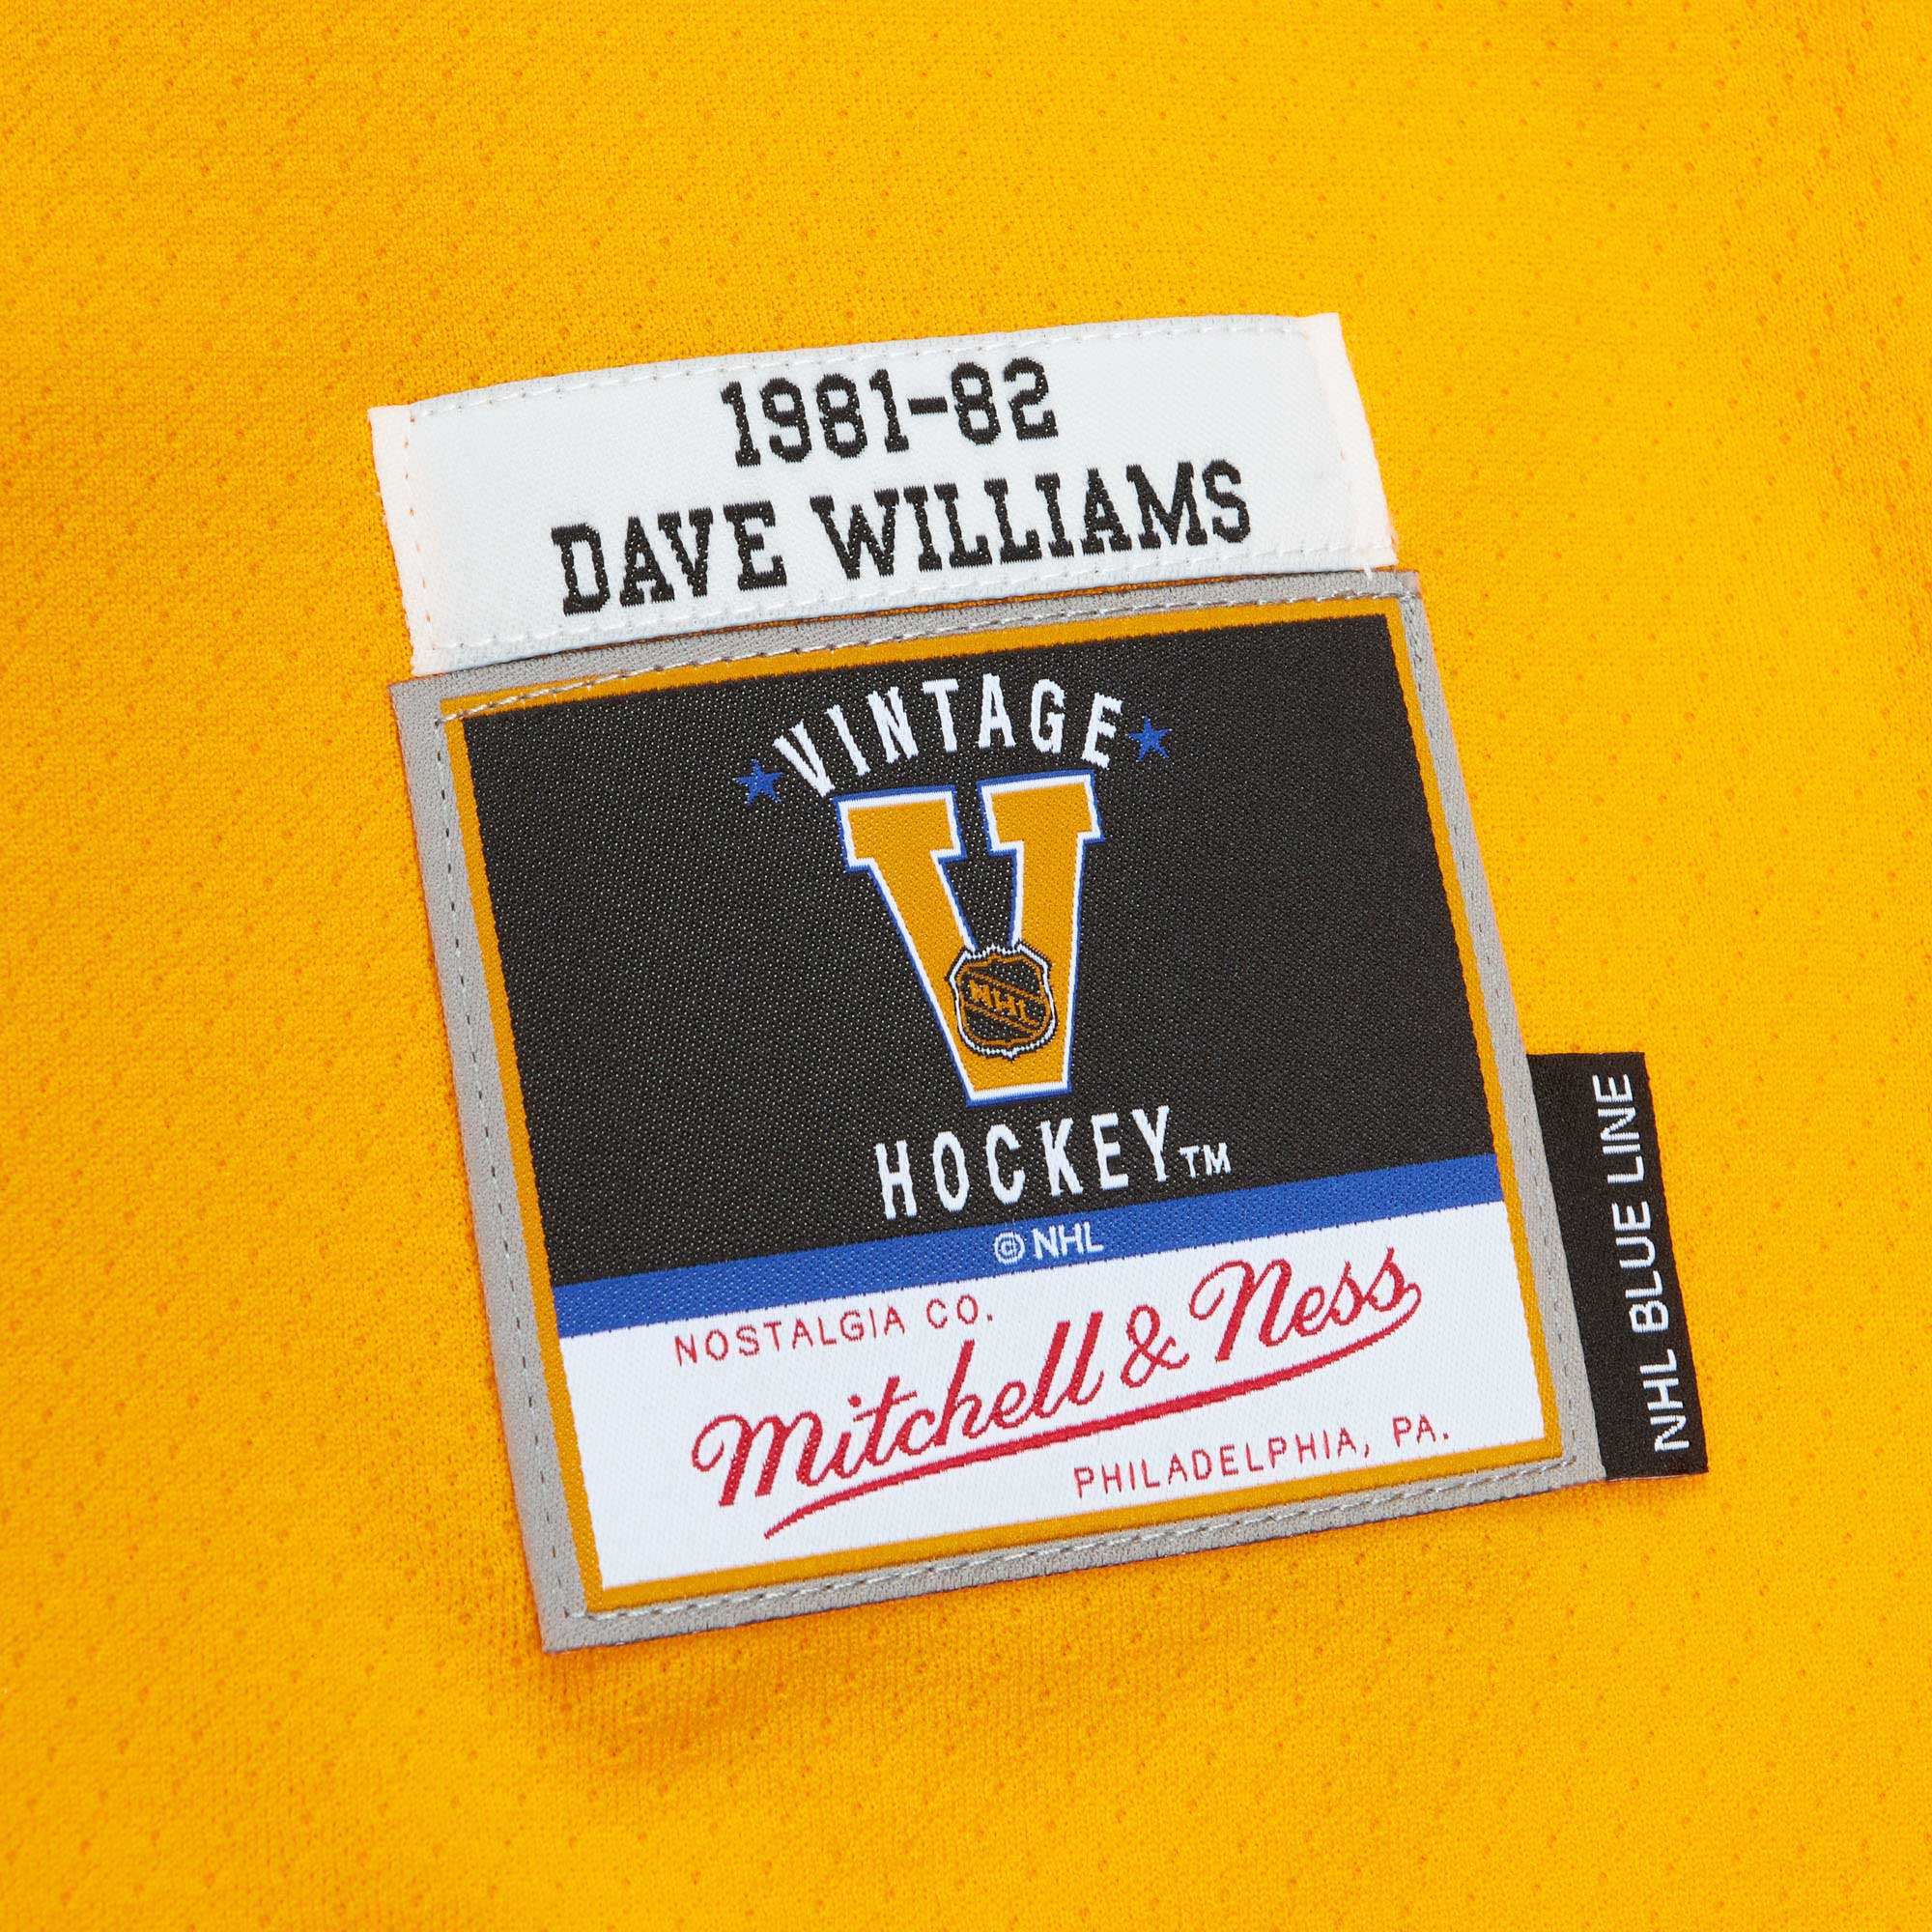 1981-82
DAVE WILLIAMS
VINTAGE
V
NHL
HOCKEY™
© NHL
NOSTALGIA CO.
Mitchell & Ness
PHILADELPHIA, PA.
NHL BLUE LINE